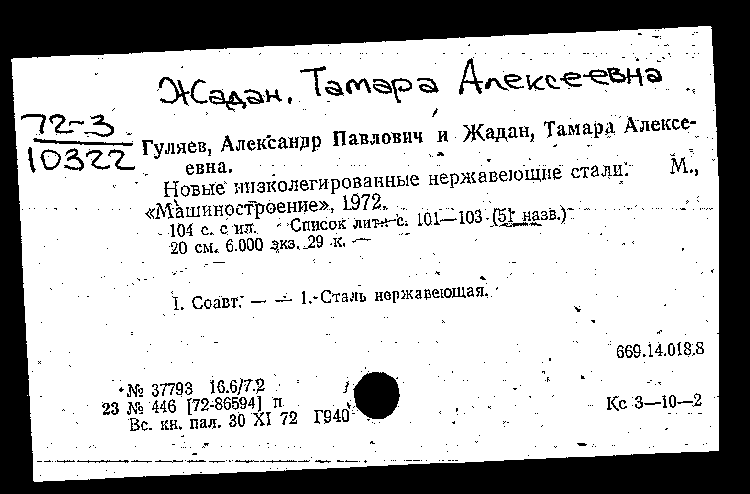 Жадан, Тамара Алексеевна
72-3
10322
Гуляев, Александр Павлович и Жадан, Тамара Алексе-
евна.
Новые низколегированные нержавеющие стали. М.,
«Машиностроение», 1972.
104 с. с ил. Список лит. с. 101—103 (51 назв.)
20 см. 6.000 экз. 29 к. —
I. Соавт. — — 1. Сталь нержавеющая.
669.14.018.8
№ 37793 16.6/7.2
23 № 446 [72-86594] п
Вс. кн. пал. 30 XI 72 Г940
Кс 3—10—2